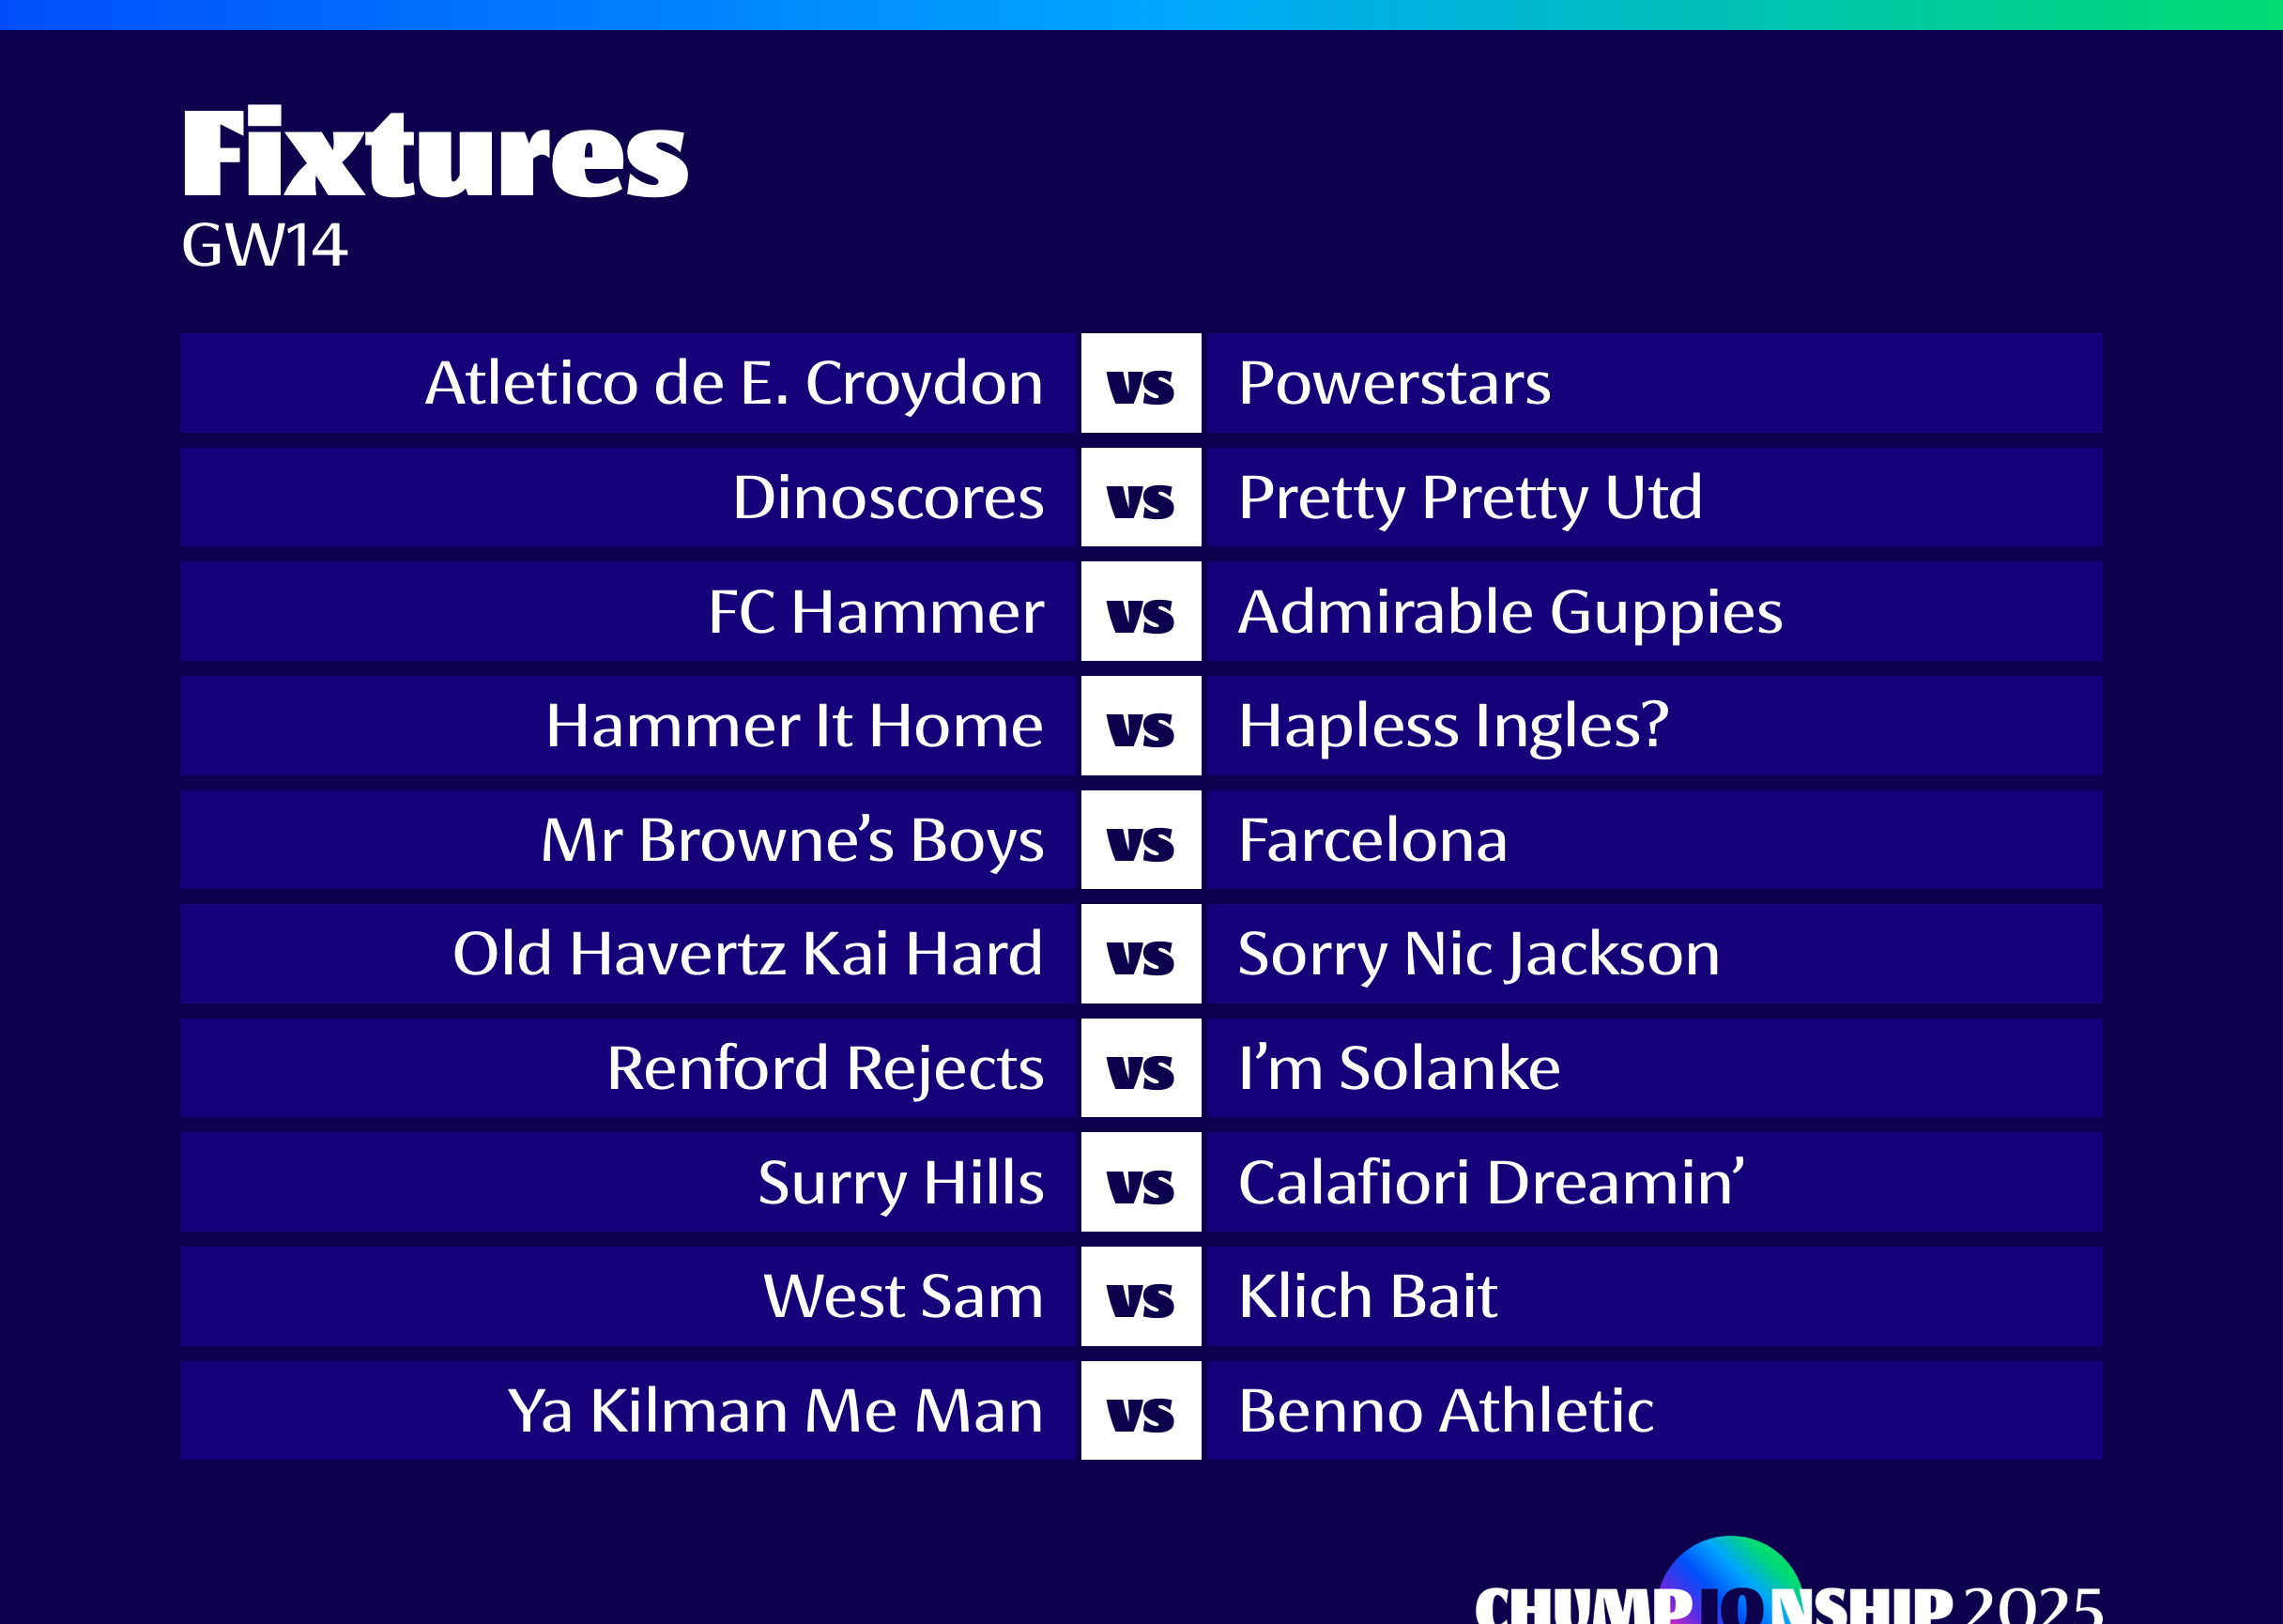 Fixtures
GW14
Atletico de E. Croydon vs Powerstars
Dinoscores vs Pretty Pretty Utd
FC Hammer vs Admirable Guppies
Hammer It Home vs Hapless Ingles?
Mr Browne’s Boys vs Farcelona
Old Havertz Kai Hard vs Sorry Nic Jackson
Renford Rejects vs I’m Solanke
Surry Hills vs Calafiori Dreamin’
West Sam vs Klich Bait
Ya Kilman Me Man vs Benno Athletic
CHUMPIONSHIP 2025